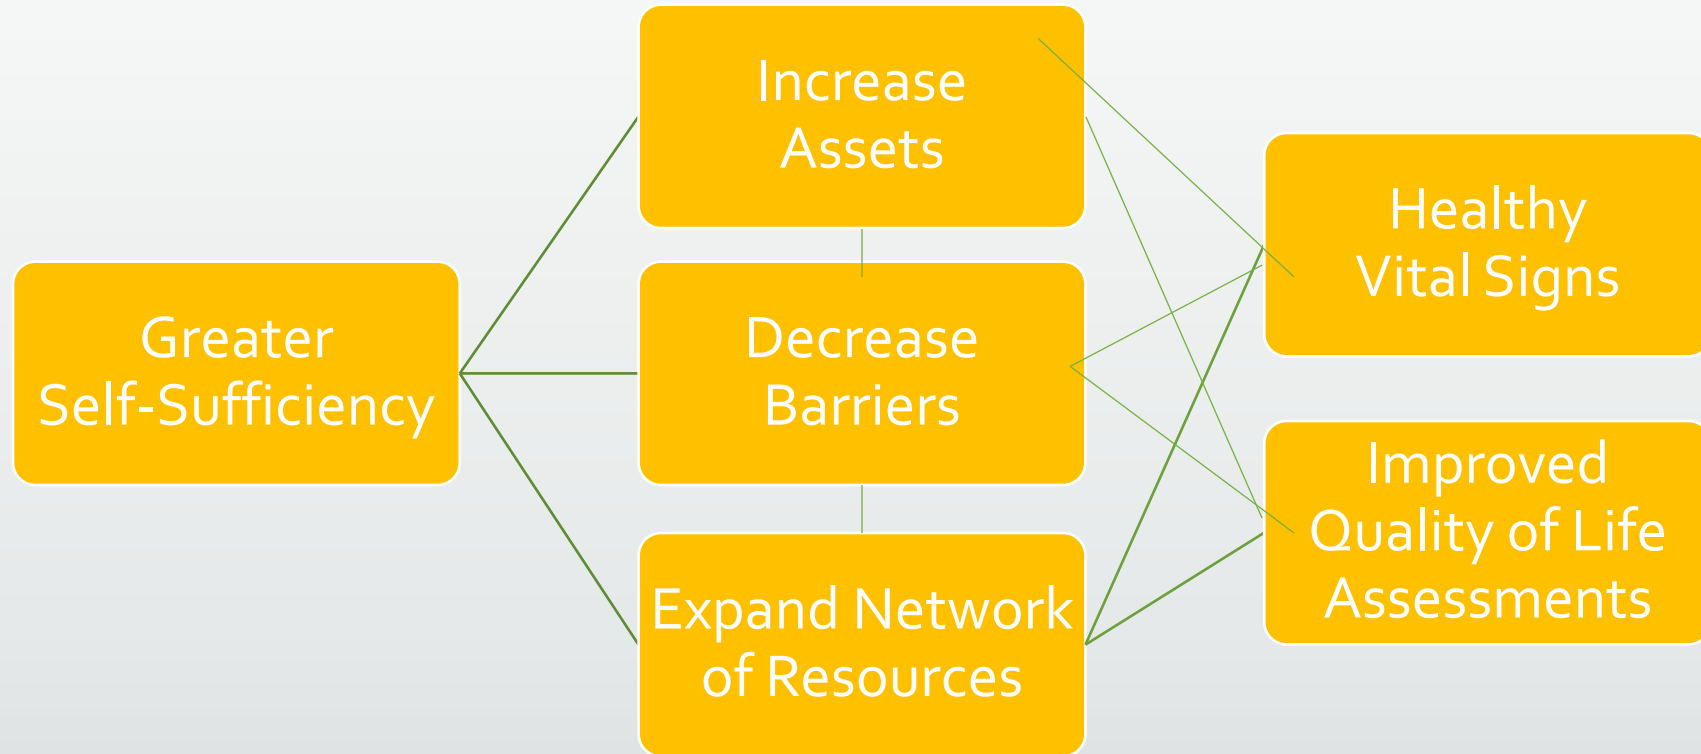 Greater
Self-Sufficiency
Increase
Assets
Decrease
Barriers
Expand Network
of Resources
Healthy
Vital Signs
Improved
Quality of Life
Assessments